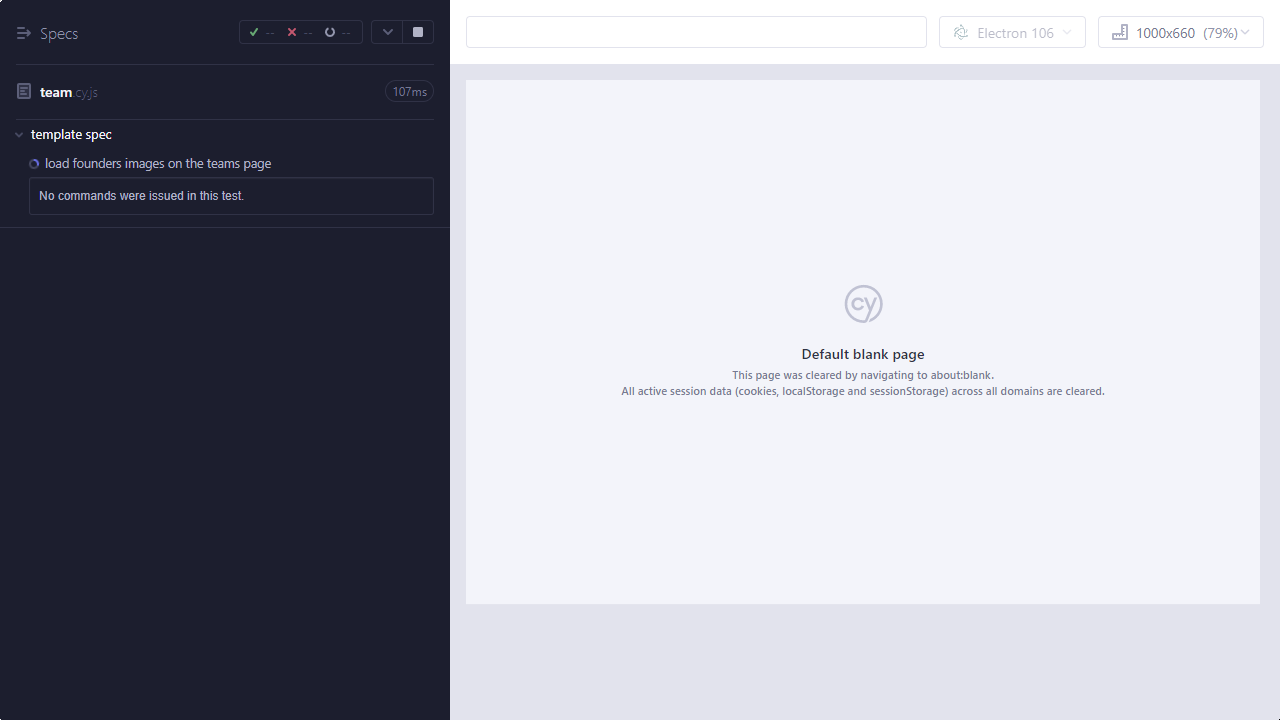 Specs
-- -- --
Electron 106
1000x660 (79%)
team.cy.js
107ms
template spec
load founders images on the teams page
No commands were issued in this test.
cy
Default blank page
This page was cleared by navigating to about:blank.
All active session data (cookies, localStorage and sessionStorage) across all domains are cleared.